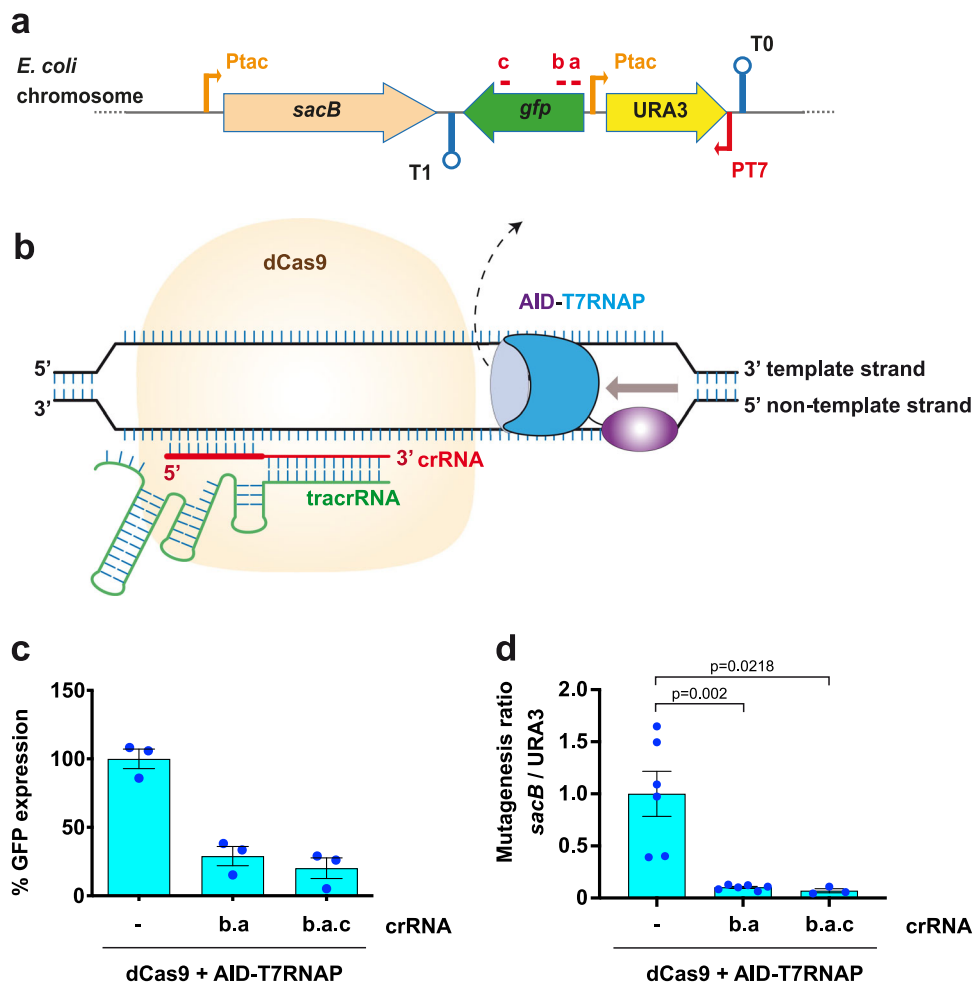 a
T0
E. coli
chromosome
Ptac
c
b a
Ptac
sacB
gfp
URA3
T1
PT7
b
dCas9
AID-T7RNAP
5’
3’ template strand
3’
5’ non-template strand
5’
3’ crRNA
tracrRNA
c
% GFP expression
150
100
50
0
-
b.a
b.a.c
crRNA
dCas9 + AID-T7RNAP
d
Mutagenesis ratio
sacB / URA3
p=0.0218
p=0.002
2.0
1.5
1.0
0.5
0
-
b.a
b.a.c
crRNA
dCas9 + AID-T7RNAP